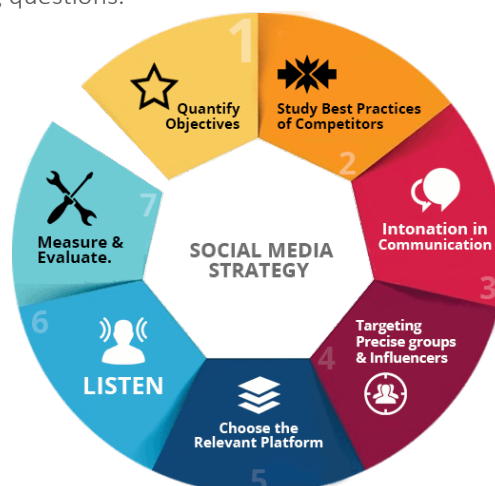 questions.
1
Quantify
Objectives
Study Best Practices
of Competitors
2
Intonation in
Communication
3
Targeting
Precise groups
& Influencers
4
Choose the
Relevant Platform
5
LISTEN
6
Measure &
Evaluate.
7
SOCIAL MEDIA
STRATEGY